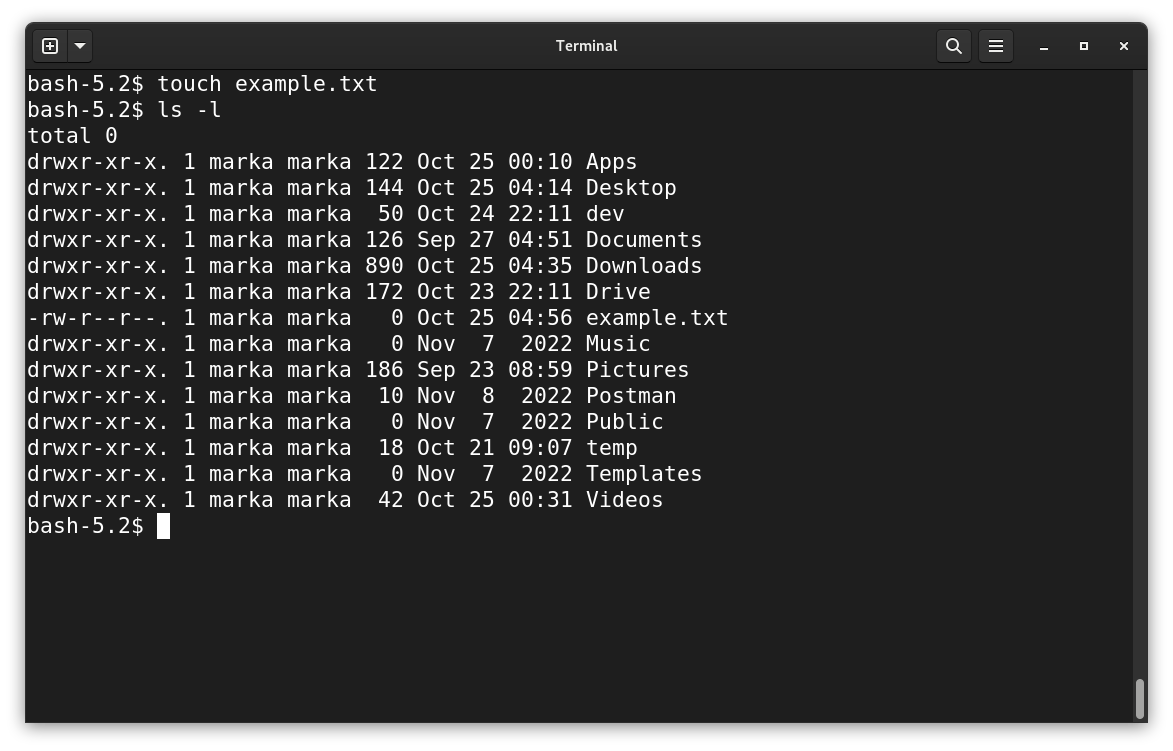 Terminal
bash-5.2$ touch example.txt
bash-5.2$ ls -l
total 0
drwxr-xr-x. 1 marka marka 122 Oct 25 00:10 Apps
drwxr-xr-x. 1 marka marka 144 Oct 25 04:14 Desktop
drwxr-xr-x. 1 marka marka  50 Oct 24 22:11 dev
drwxr-xr-x. 1 marka marka 126 Sep 27 04:51 Documents
drwxr-xr-x. 1 marka marka 890 Oct 25 04:35 Downloads
drwxr-xr-x. 1 marka marka 172 Oct 23 22:11 Drive
-rw-r--r--. 1 marka marka   0 Oct 25 04:56 example.txt
drwxr-xr-x. 1 marka marka   0 Nov  7  2022 Music
drwxr-xr-x. 1 marka marka 186 Sep 23 08:59 Pictures
drwxr-xr-x. 1 marka marka  10 Nov  8  2022 Postman
drwxr-xr-x. 1 marka marka   0 Nov  7  2022 Public
drwxr-xr-x. 1 marka marka  18 Oct 21 09:07 temp
drwxr-xr-x. 1 marka marka   0 Nov  7  2022 Templates
drwxr-xr-x. 1 marka marka  42 Oct 25 00:31 Videos
bash-5.2$